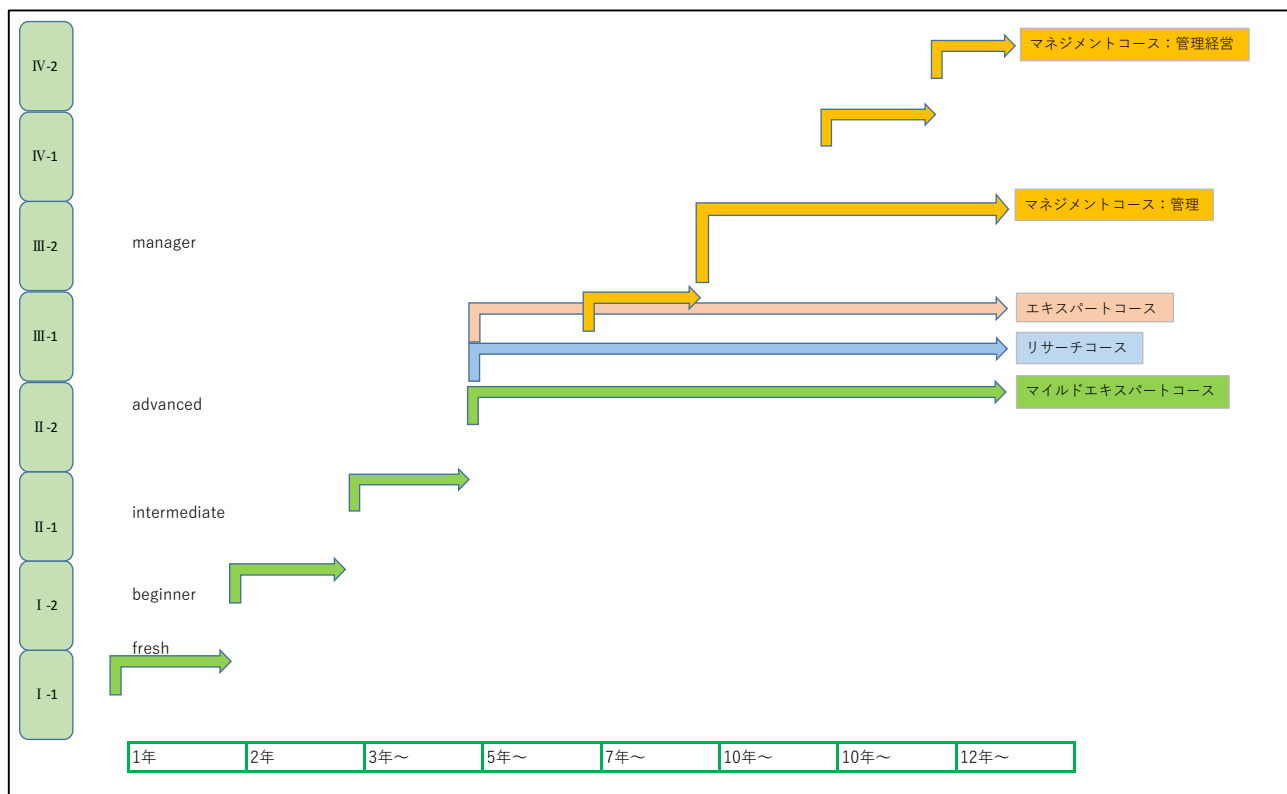 Ⅳ-2
マネジメントコース：管理経営
Ⅳ-1
マネジメントコース：管理
Ⅲ-2
manager
エキスパートコース
Ⅲ-1
リサーチコース
マイルドエキスパートコース
advanced
Ⅱ-2
intermediate
Ⅱ-1
beginner
Ⅰ-2
fresh
Ⅰ-1
1年 2年 3年～ 5年～ 7年～ 10年～ 10年～ 12年～